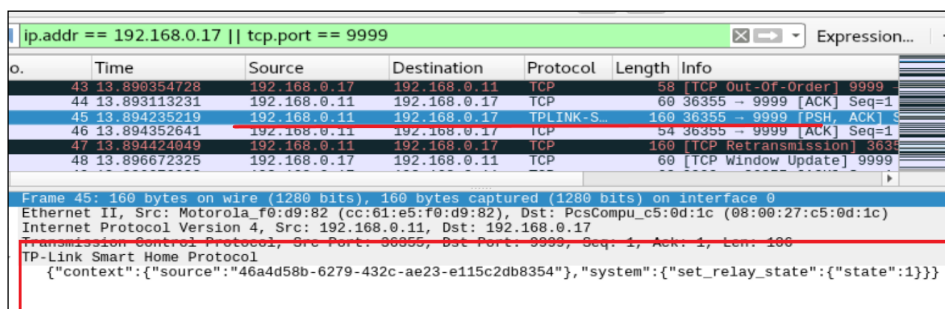 ip.addr == 192.168.0.17 || tcp.port == 9999 Expression...
o. Time Source Destination Protocol Length Info
43 13.890354728 192.168.0.17 192.168.0.11 TCP 58 [TCP Out-Of-Order] 9999
44 13.893113231 192.168.0.11 192.168.0.17 TCP 60 36355 → 9999 [ACK] Seq=1
45 13.894235219 192.168.0.11 192.168.0.17 TPLINK-S… 160 36355 → 9999 [PSH, ACK] S
46 13.894352641 192.168.0.11 192.168.0.17 TCP 54 36355 → 9999 [ACK] Seq=1
47 13.894424049 192.168.0.11 192.168.0.17 TCP 160 [TCP Retransmission] 3635
48 13.896672325 192.168.0.17 192.168.0.11 TCP 60 [TCP Window Update] 9999
Frame 45: 160 bytes on wire (1280 bits), 160 bytes captured (1280 bits) on interface 0
Ethernet II, Src: Motorola_f0:d9:82 (cc:61:e5:f0:d9:82), Dst: PcsCompu_c5:0d:1c (08:00:27:c5:0d:1c)
Internet Protocol Version 4, Src: 192.168.0.11, Dst: 192.168.0.17
Transmission Control Protocol, Src Port: 36355, Dst Port: 9999, Seq: 1, Ack: 1, Len: 106
TP-Link Smart Home Protocol
{"context":{"source":"46a4d58b-6279-432c-ae23-e115c2db8354"},"system":{"set_relay_state":{"state":1}}}